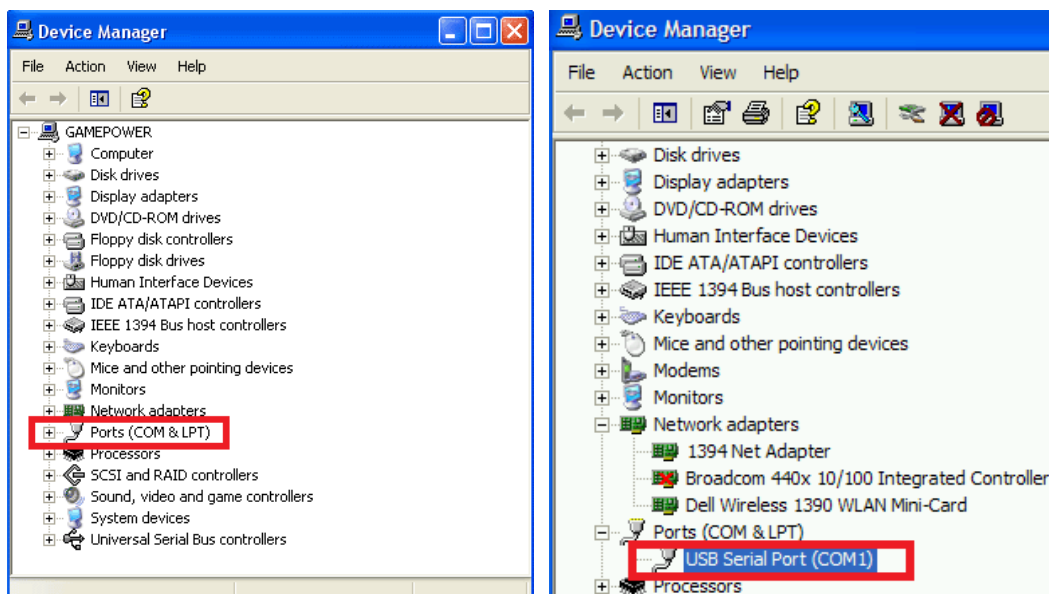 Device Manager
File Action View Help
GAMEPOWER
Computer
Disk drives
Display adapters
DVD/CD-ROM drives
Floppy disk controllers
Floppy disk drives
Human Interface Devices
IDE ATA/ATAPI controllers
IEEE 1394 Bus host controllers
Keyboards
Mice and other pointing devices
Monitors
Network adapters
Ports (COM & LPT)
Processors
SCSI and RAID controllers
Sound, video and game controllers
System devices
Universal Serial Bus controllers
Device Manager
File Action View Help
Disk drives
Display adapters
DVD/CD-ROM drives
Human Interface Devices
IDE ATA/ATAPI controllers
IEEE 1394 Bus host controllers
Keyboards
Mice and other pointing devices
Modems
Monitors
Network adapters
1394 Net Adapter
Broadcom 440x 10/100 Integrated Controller
Dell Wireless 1390 WLAN Mini-Card
Ports (COM & LPT)
USB Serial Port (COM1)
Processors